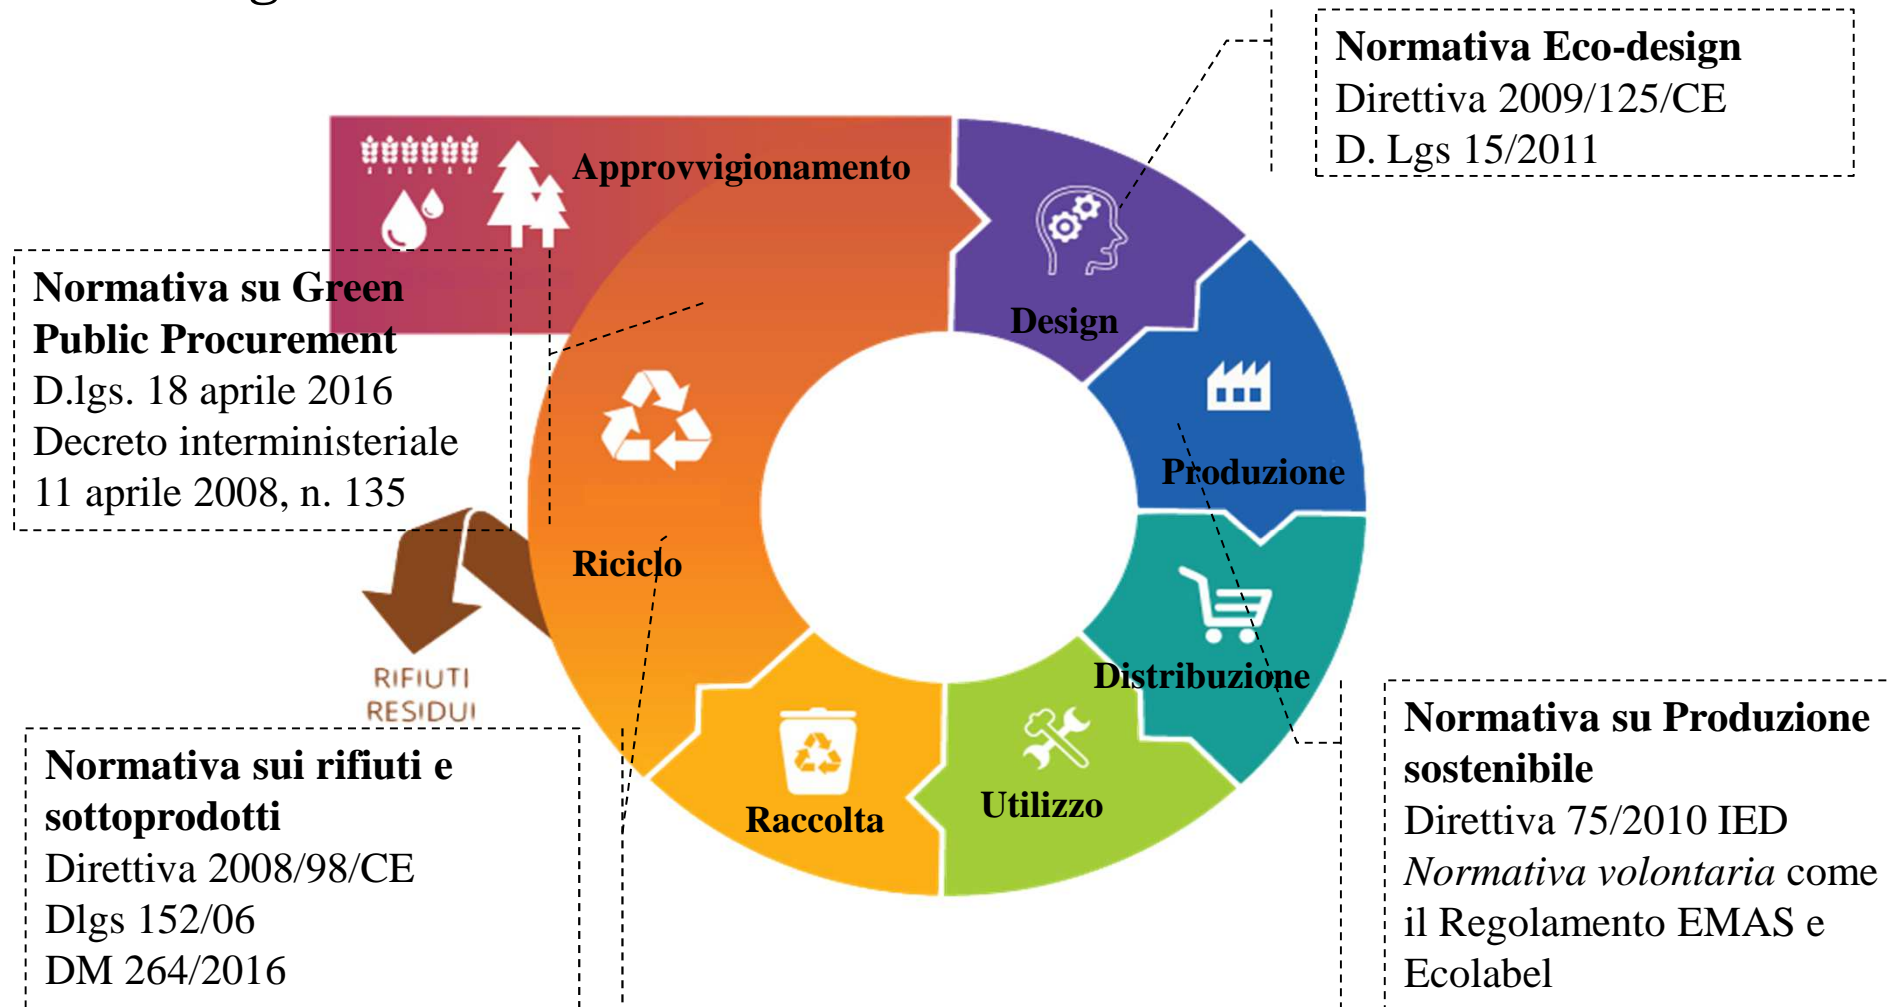 Normativa Eco-design
Direttiva 2009/125/CE
D. Lgs 15/2011
Approvvigionamento
Normativa su Green
Public Procurement
D.lgs. 18 aprile 2016
Decreto interministeriale
11 aprile 2008, n. 135
Design
Produzione
Riciclo
Distribuzione
RIFIUTI
RESIDUI
Utilizzo
Raccolta
Normativa sui rifiuti e
sottoprodotti
Direttiva 2008/98/CE
Dlgs 152/06
DM 264/2016
Normativa su Produzione
sostenibile
Direttiva 75/2010 IED
Normativa volontaria come
il Regolamento EMAS e
Ecolabel